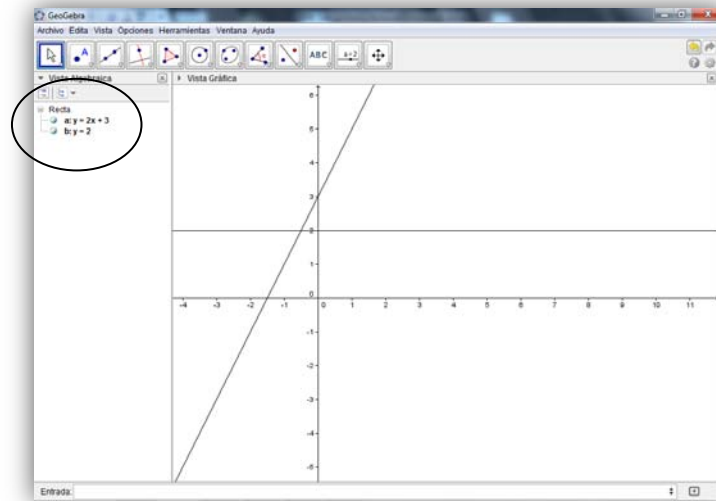 GeoGebra
Archivo Edita Vista Opciones Herramientas Ventana Ayuda
A
ABC
a=2
Vista Algebraica
Vista Gráfica
Recta
a: y = 2x + 3
b: y = 2
6
5
4
3
2
1
0
-4 -3 -2 -1 0 1 2 3 4 5 6 7 8 9 10 11
-1
-2
-3
-4
-5
Entrada: